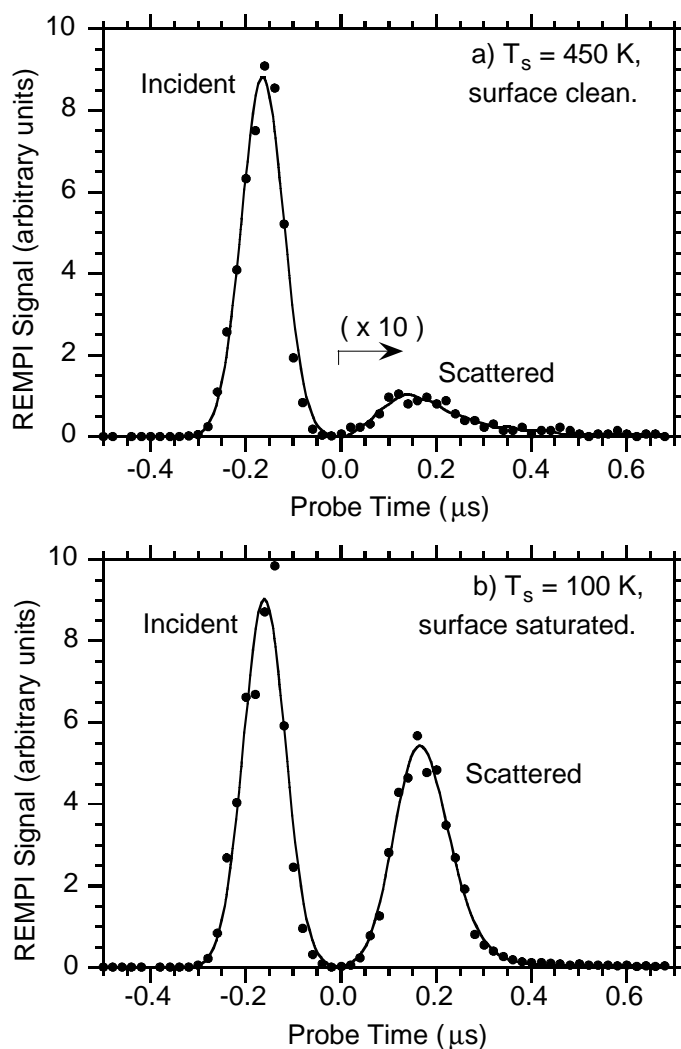 10
8
6
4
2
0
REMPI Signal (arbitrary units)
a) Tₛ = 450 K,
surface clean.
Incident
( x 10 )
Scattered
-0.4
-0.2
0.0
0.2
0.4
0.6
Probe Time (μs)
10
8
6
4
2
0
REMPI Signal (arbitrary units)
b) Tₛ = 100 K,
surface saturated.
Incident
Scattered
-0.4
-0.2
0.0
0.2
0.4
0.6
Probe Time (μs)